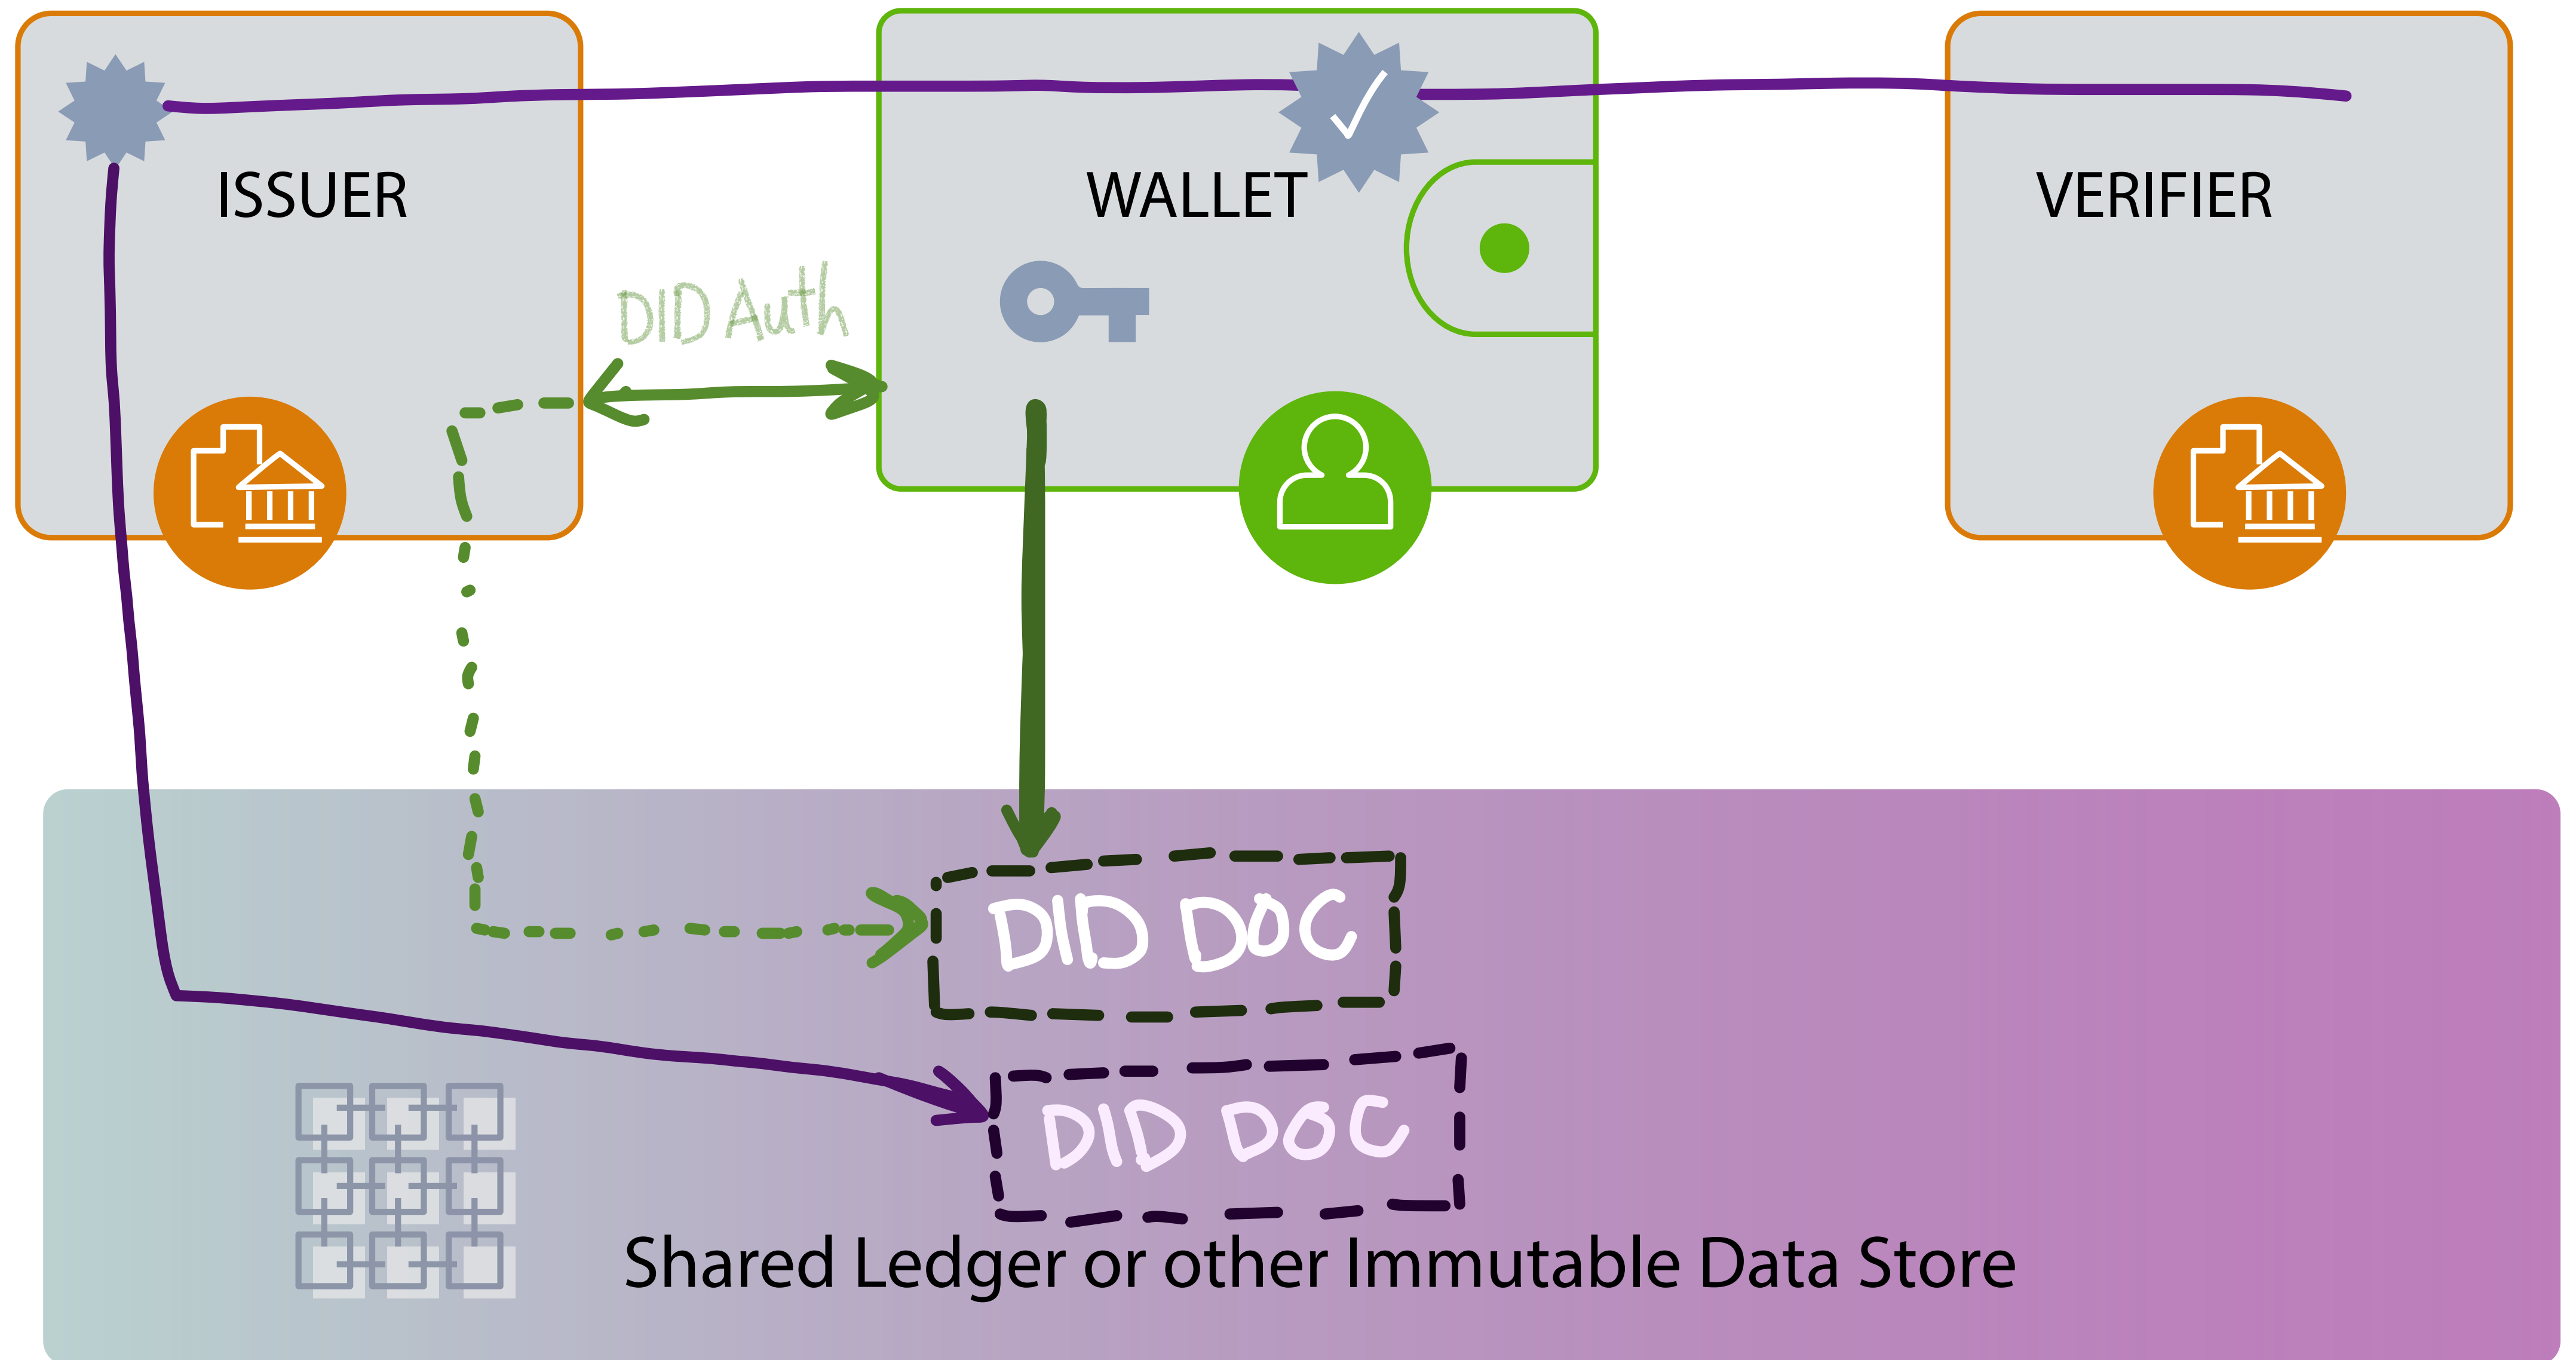 ISSUER
WALLET
VERIFIER
DID Auth
DID DOC
DID DOC
Shared Ledger or other Immutable Data Store